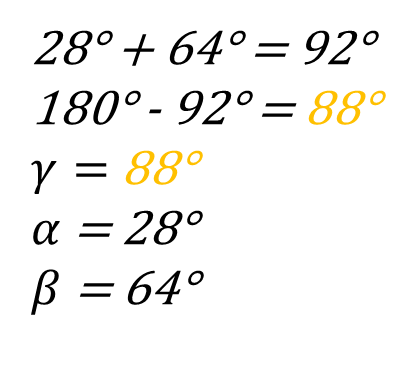 28° + 64° = 92°
180° - 92° = 88°
γ = 88°
α = 28°
β = 64°